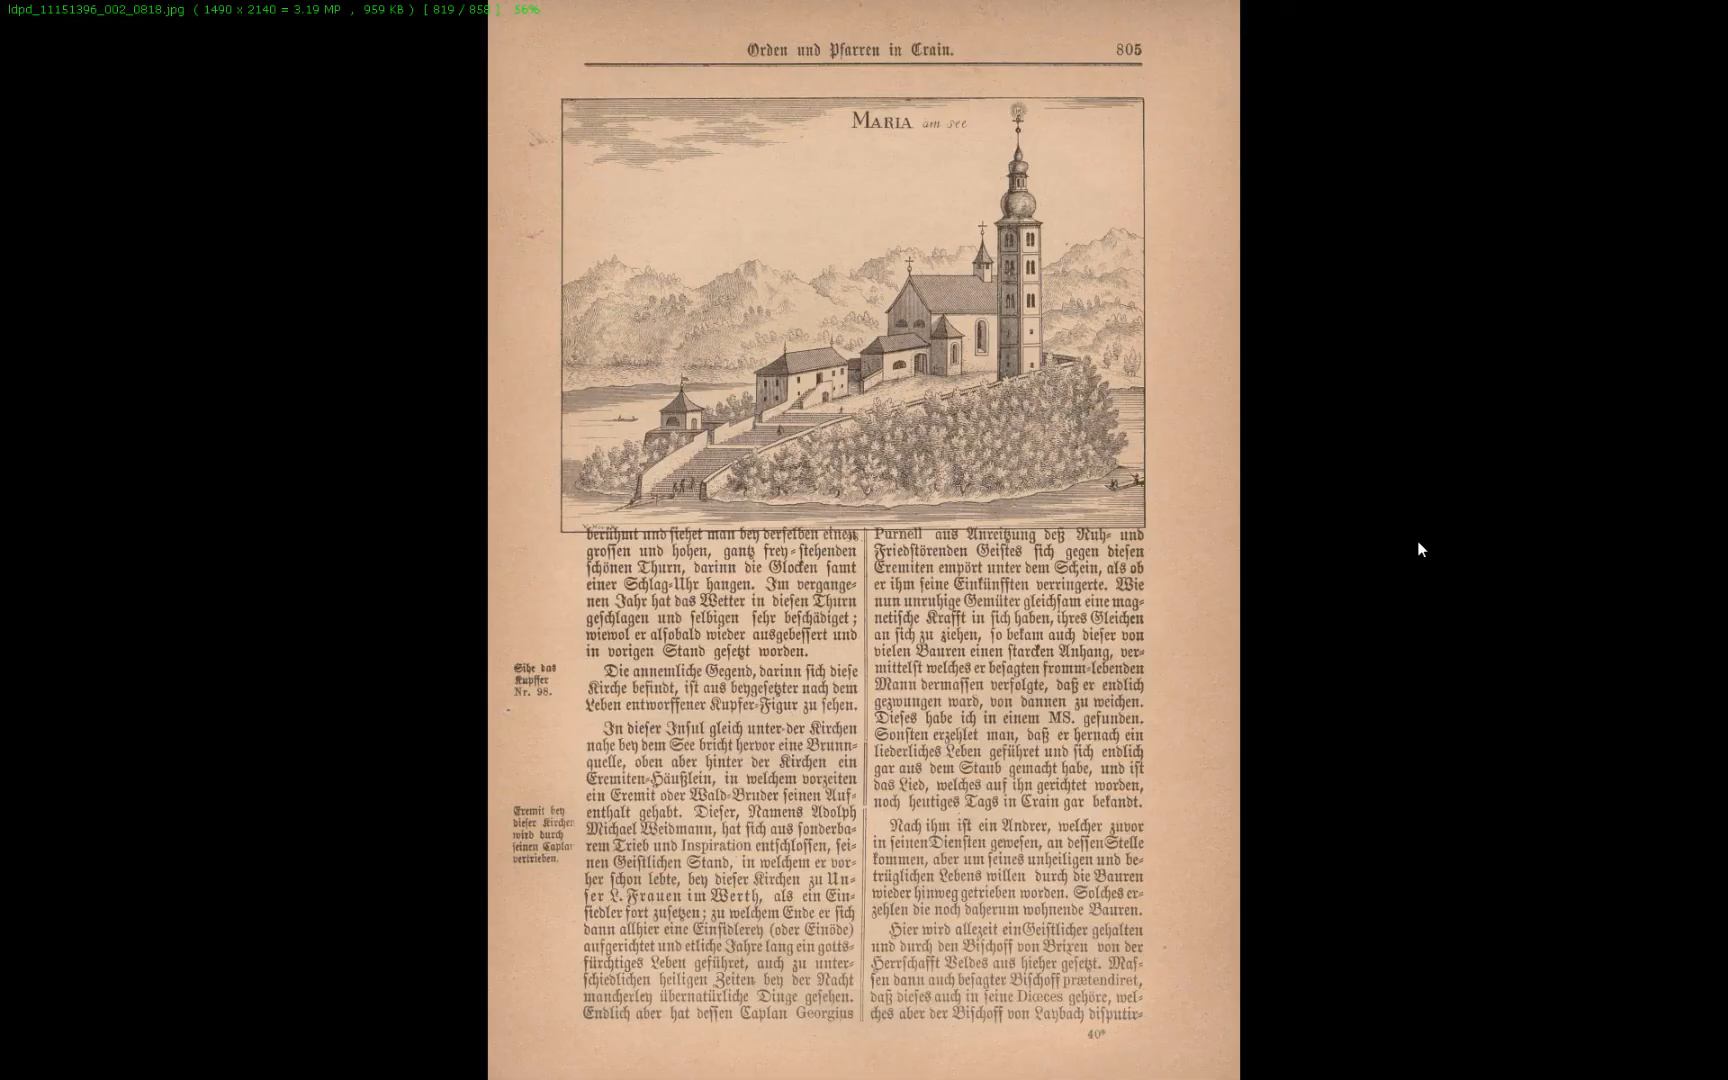 ldpd_11151396_002_0818.jpg ( 1490 x 2140 = 3.19 MP , 959 KB ) [ 819 / 858 ] 56%
Orden und Pfarren in Crain. 805
MARIA am see
berühmt und siehet man bey derselben einen
grossen und hohen, gantz frey-stehenden
schönen Thurn, darinn die Glocken samt
einer Schlag-Uhr hangen. Im vergange-
nen Jahr hat das Wetter in diesen Thurn
geschlagen und selbigen sehr beschädiget;
wiewol er alsobald wieder ausgebessert und
in vorigen Stand gesetzt worden.
Sihe das
Kupffer
Nr. 98.
Die annemliche Gegend, darinn sich diese
Kirche befindt, ist aus beygesetzter nach dem
Leben entworffener Kupfer-Figur zu sehen.
In dieser Insul gleich unter-der Kirchen
nahe bey dem See bricht hervor eine Brunn-
quelle, oben aber hinter der Kirchen ein
Eremiten-Häußlein, in welchem vorzeiten
ein Eremit oder Wald-Bruder seinen Auf-
enthalt gehabt. Dieser, Namens Adolph
Michael Weidmann, hat sich aus sonderba-
rem Trieb und Inspiration entschlossen, sei-
nen Geistlichen Stand, in welchem er vor-
her schon lebte, bey dieser Kirchen zu Un-
ser L. Frauen im Werth, als ein Ein-
siedler fort zusetzen; zu welchem Ende er sich
dann allhier eine Einsidlerey (oder Einöde)
aufgerichtet und etliche Jahre lang ein gotts-
fürchtiges Leben geführet, auch zu unter-
schiedlichen heiligen Zeiten bey der Nacht
mancherley übernatürliche Dinge gesehen.
Endlich aber hat dessen Caplan Georgius
Eremit bey
dieser Kirchen
wird durch
seinen Caplan
vertrieben.
Purnell aus Anreitzung deß Ruh- und
Friedstörenden Geistes sich gegen diesen
Eremiten empört unter dem Schein, als ob
er ihm seine Einkünfften verringerte. Wie
nun unruhige Gemüter gleichsam eine mag-
netische Krafft in sich haben, ihres Gleichen
an sich zu ziehen, so bekam auch dieser von
vielen Bauren einen starcken Anhang, ver-
mittelst welches er besagten fromm-lebenden
Mann dermassen verfolgte, daß er endlich
gezwungen ward, von dannen zu weichen.
Dieses habe ich in einem MS. gefunden.
Sonsten erzehlet man, daß er hernach ein
liederliches Leben geführet und sich endlich
gar aus dem Staub gemacht habe, und ist
das Lied, welches auf ihn gerichtet worden,
noch heutiges Tags in Crain gar bekandt.
Nach ihm ist ein Andrer, welcher zuvor
in seinen Diensten gewesen, an dessen Stelle
kommen, aber um seines unheiligen und be-
trüglichen Lebens willen durch die Bauren
wieder hinweg getrieben worden. Solches er-
zehlen die noch daherum wohnende Bauren.
Hier wird allezeit ein Geistlicher gehalten
und durch den Bischoff von Brixen von der
Herrschafft Veldes aus hieher gesetzt. Mas-
sen dann auch besagter Bischoff prætendiret,
daß dieses auch in seine Diœces gehöre, wel-
ches aber der Bischoff von Laybach disputir-
40*